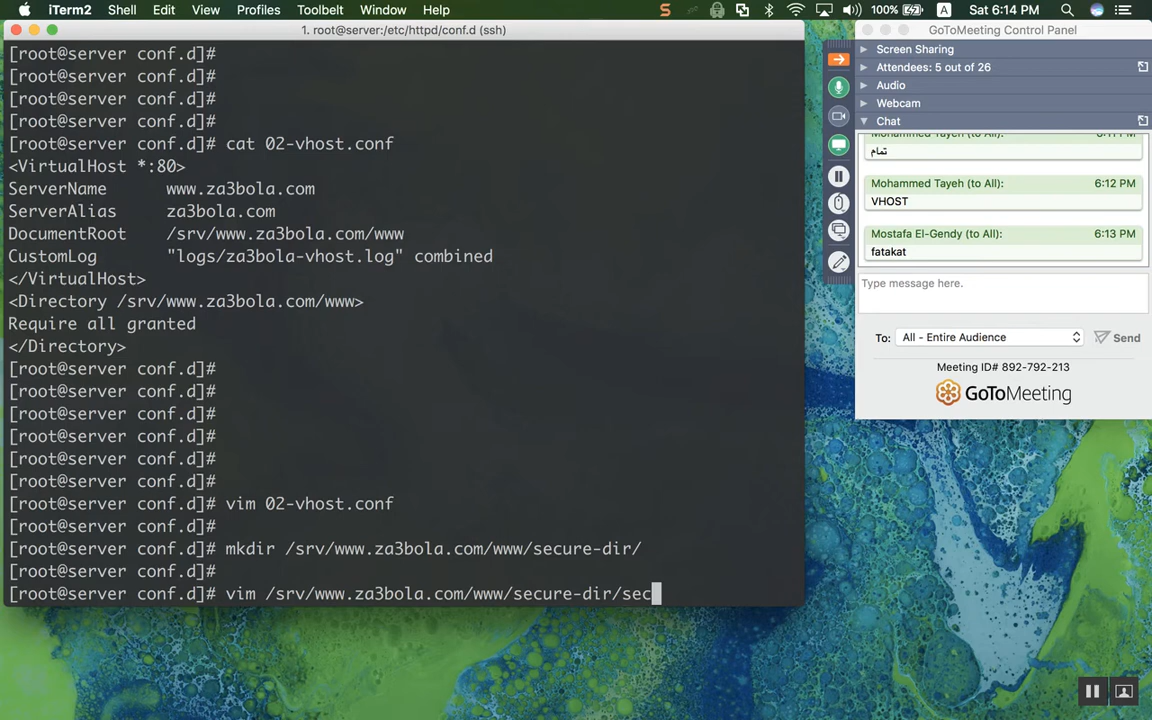 iTerm2 Shell Edit View Profiles Toolbelt Window Help 100% A Sat 6:14 PM
1. root@server:/etc/httpd/conf.d (ssh)
[root@server conf.d]#
[root@server conf.d]#
[root@server conf.d]#
[root@server conf.d]#
[root@server conf.d]# cat 02-vhost.conf
<VirtualHost *:80>
ServerName www.za3bola.com
ServerAlias za3bola.com
DocumentRoot /srv/www.za3bola.com/www
CustomLog "logs/za3bola-vhost.log" combined
</VirtualHost>
<Directory /srv/www.za3bola.com/www>
Require all granted
</Directory>
[root@server conf.d]#
[root@server conf.d]#
[root@server conf.d]#
[root@server conf.d]#
[root@server conf.d]#
[root@server conf.d]#
[root@server conf.d]# vim 02-vhost.conf
[root@server conf.d]#
[root@server conf.d]# mkdir /srv/www.za3bola.com/www/secure-dir/
[root@server conf.d]#
[root@server conf.d]# vim /srv/www.za3bola.com/www/secure-dir/sec
GoToMeeting Control Panel
Screen Sharing
Attendees: 5 out of 26
Audio
Webcam
Chat
Mohammed Tayeh (to All):
تمام
Mohammed Tayeh (to All): 6:12 PM
VHOST
Mostafa El-Gendy (to All): 6:13 PM
fatakat
Type message here.
To: All - Entire Audience Send
Meeting ID# 892-792-213
GoToMeeting